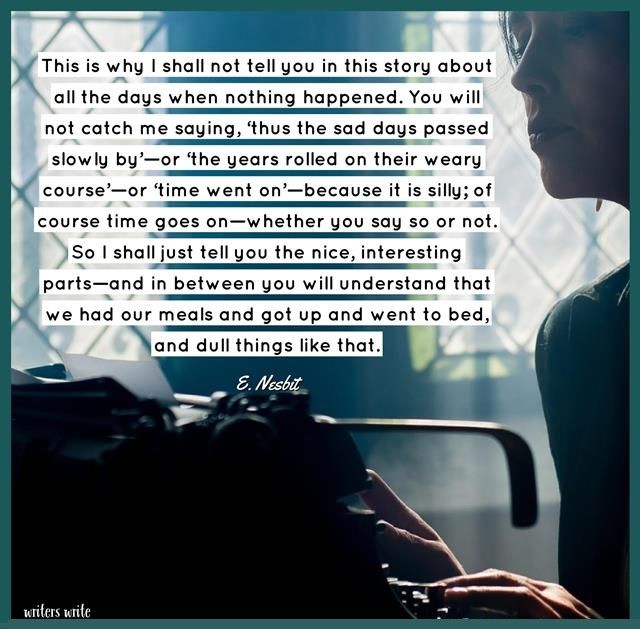 This is why I shall not tell you in this story about
all the days when nothing happened. You will
not catch me saying, ‘thus the sad days passed
slowly by’—or ‘the years rolled on their weary
course’—or ‘time went on’—because it is silly; of
course time goes on—whether you say so or not.
So I shall just tell you the nice, interesting
parts—and in between you will understand that
we had our meals and got up and went to bed,
and dull things like that.
E. Nesbit
writers write